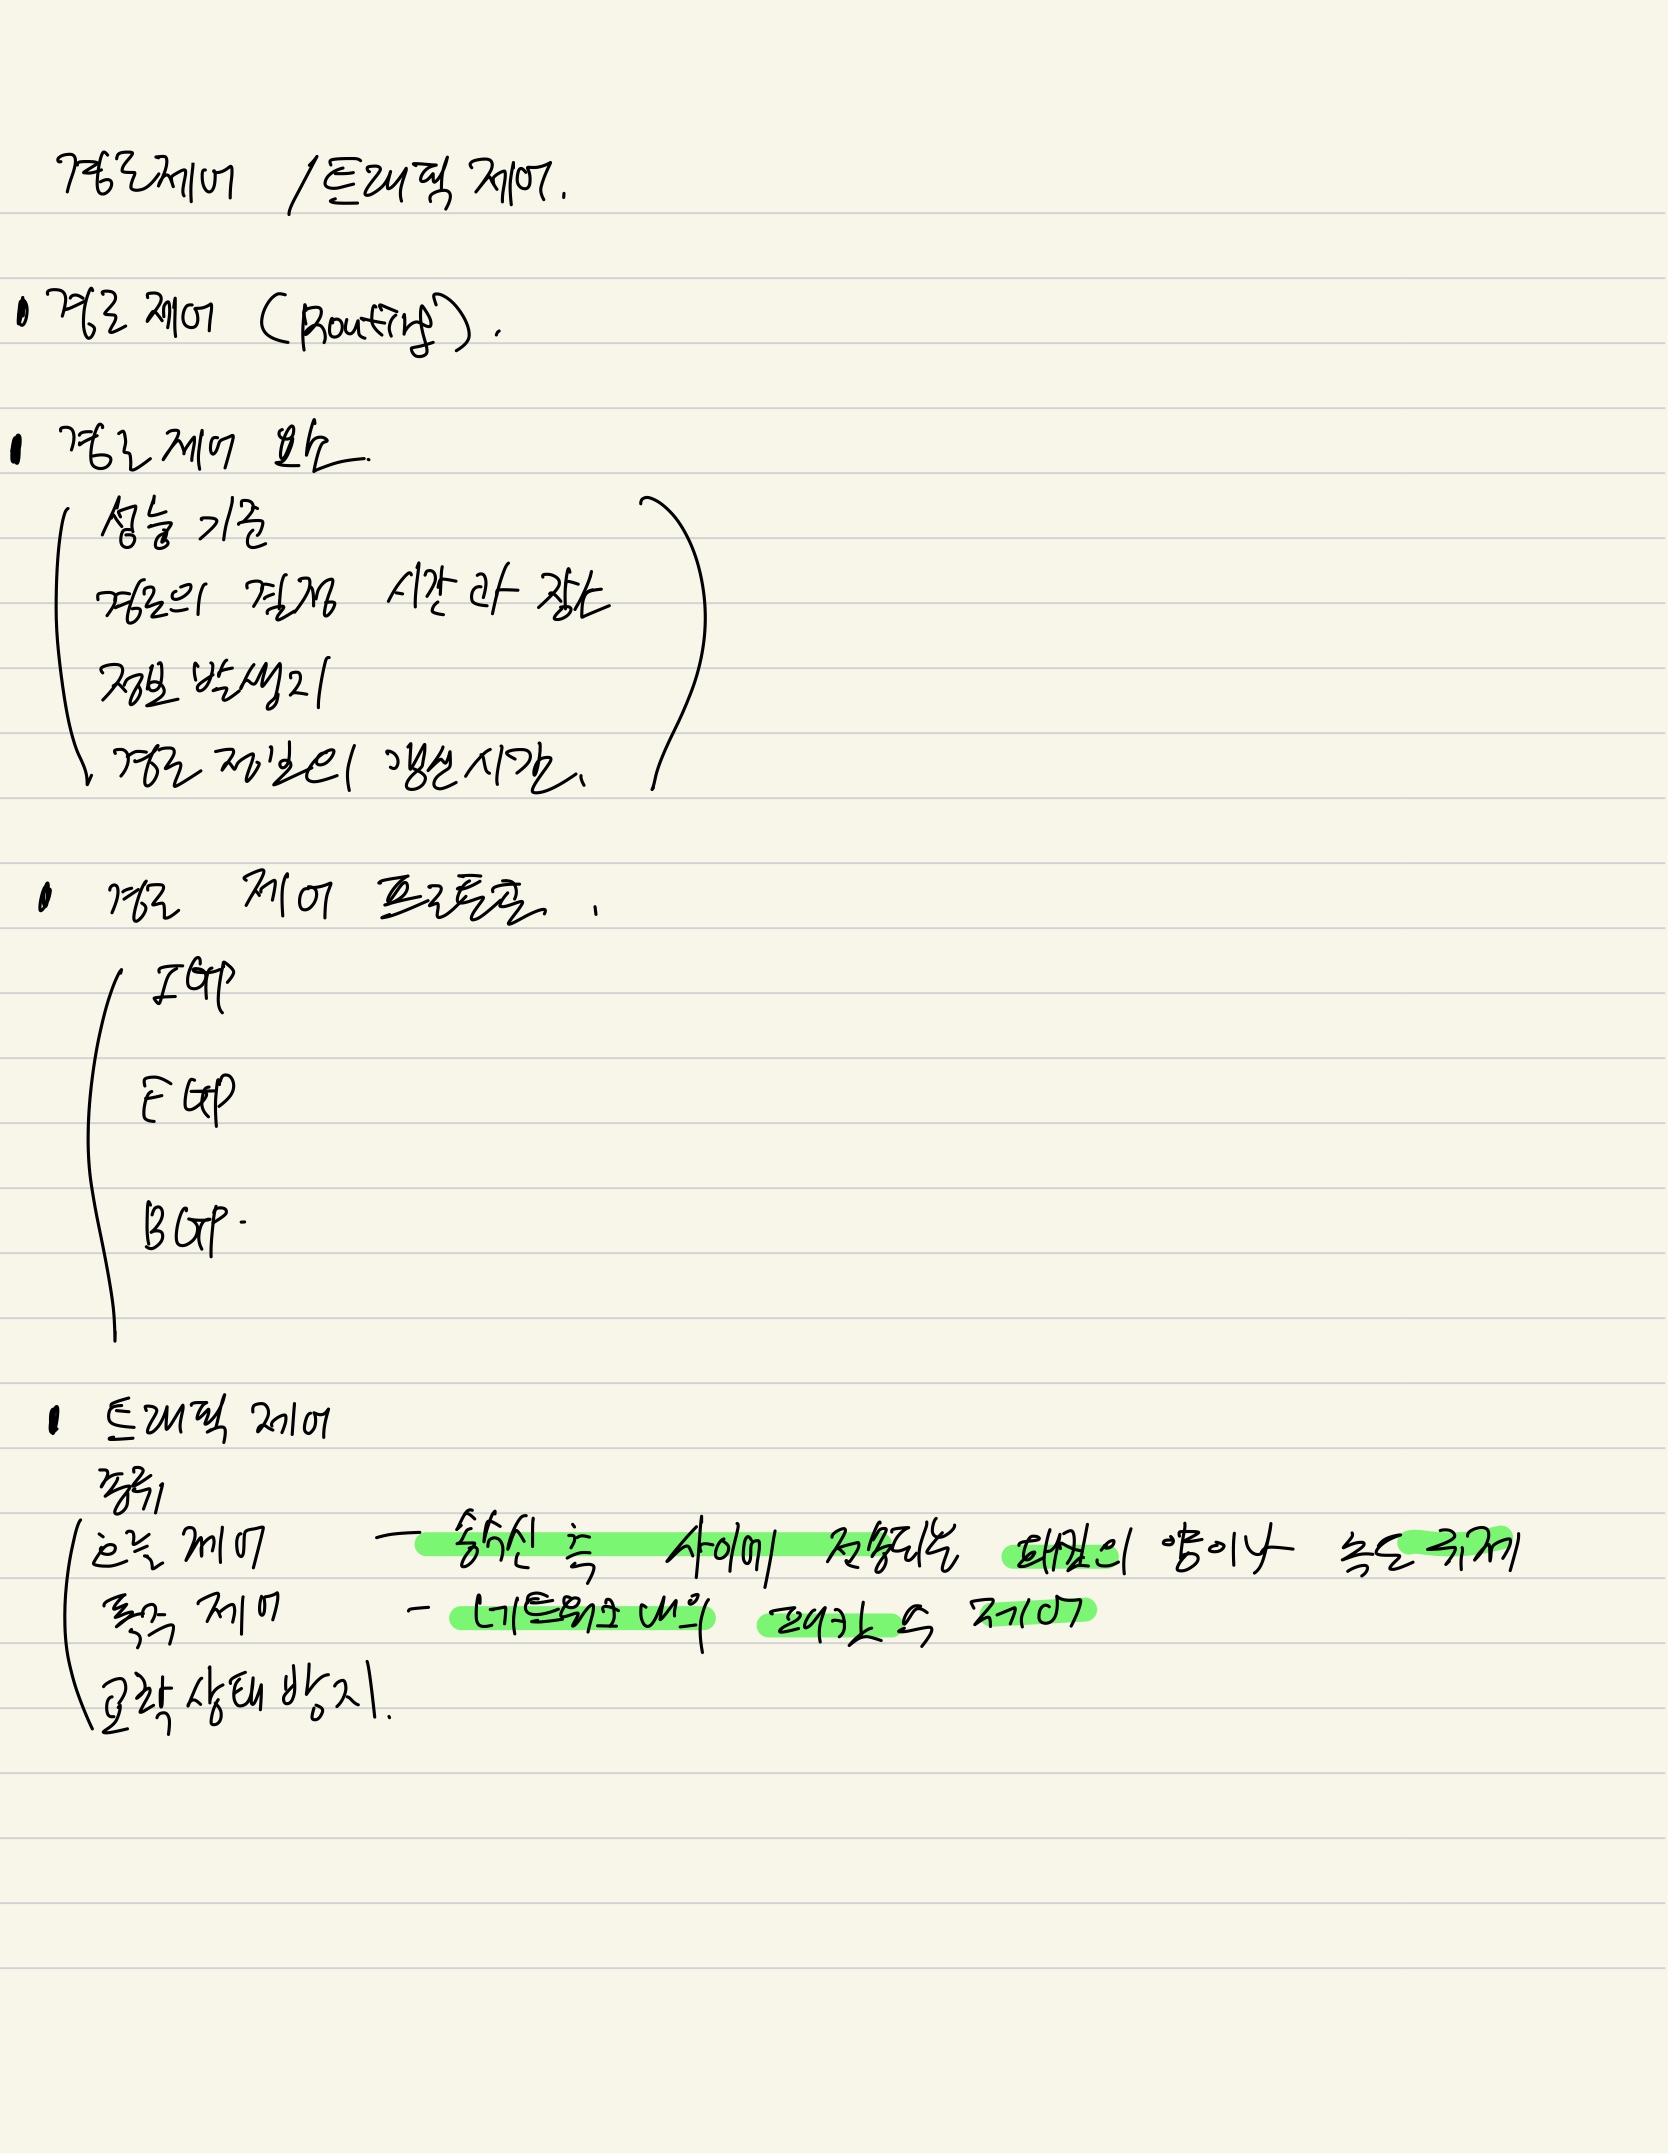 경로제어 / 트래픽 제어.
경로 제어 (Routing).
경로 제어 요소.
성능 기준
경로의 결정 시간과 장소
정보 발생지
경로 정보의 갱신 시간.
경로 제어 프로토콜.
IGP
EGP
BGP.
트래픽 제어
종류
흐름 제어 - 송수신 측 사이에 전송되는 패킷의 양이나 속도 규제
폭주 제어 - 네트워크 내의 패킷 수 제어
교착 상태 방지.